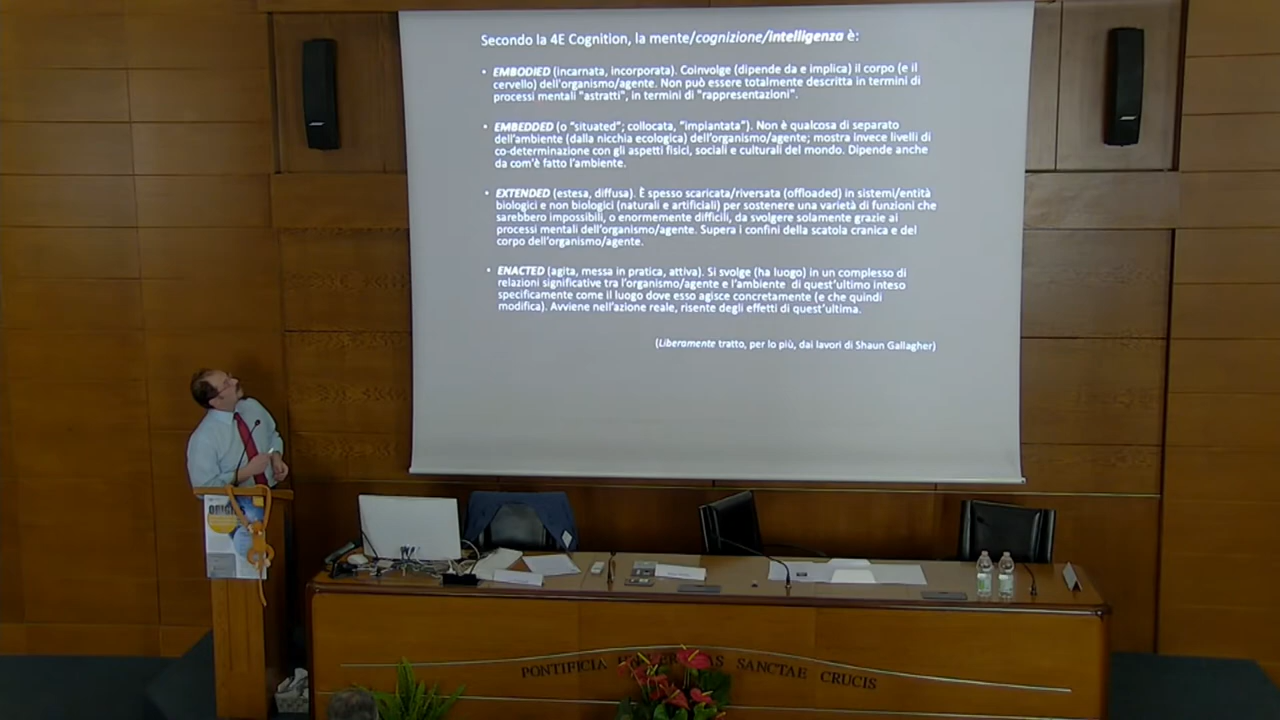 Secondo la 4E Cognition, la mente/cognizione/intelligenza è:
• EMBODIED (incarnata, incorporata). Coinvolge (dipende da e implica) il corpo (e il
cervello) dell'organismo/agente. Non può essere totalmente descritta in termini di
processi mentali "astratti", in termini di "rappresentazioni".
• EMBEDDED (o "situated"; collocata, "impiantata"). Non è qualcosa di separato
dell'ambiente (dalla nicchia ecologica) dell'organismo/agente; mostra invece livelli di
co-determinazione con gli aspetti fisici, sociali e culturali del mondo. Dipende anche
da com'è fatto l'ambiente.
• EXTENDED (estesa, diffusa). È spesso scaricata/riversata (offloaded) in sistemi/entità
biologici e non biologici (naturali e artificiali) per sostenere una varietà di funzioni che
sarebbero impossibili, o enormemente difficili, da svolgere solamente grazie ai
processi mentali dell'organismo/agente. Supera i confini della scatola cranica e del
corpo dell'organismo/agente.
• ENACTED (agita, messa in pratica, attiva). Si svolge (ha luogo) in un complesso di
relazioni significative tra l'organismo/agente e l'ambiente di quest'ultimo inteso
specificamente come il luogo dove esso agisce concretamente (e che quindi
modifica). Avviene nell'azione reale, risente degli effetti di quest'ultima.
(Liberamente tratto, per lo più, dai lavori di Shaun Gallagher)
PONTIFICIA SANCTAE CRUCIS